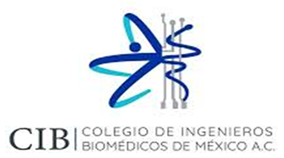 CIB COLEGIO DE INGENIEROS
BIOMÉDICOS DE MÉXICO A.C.